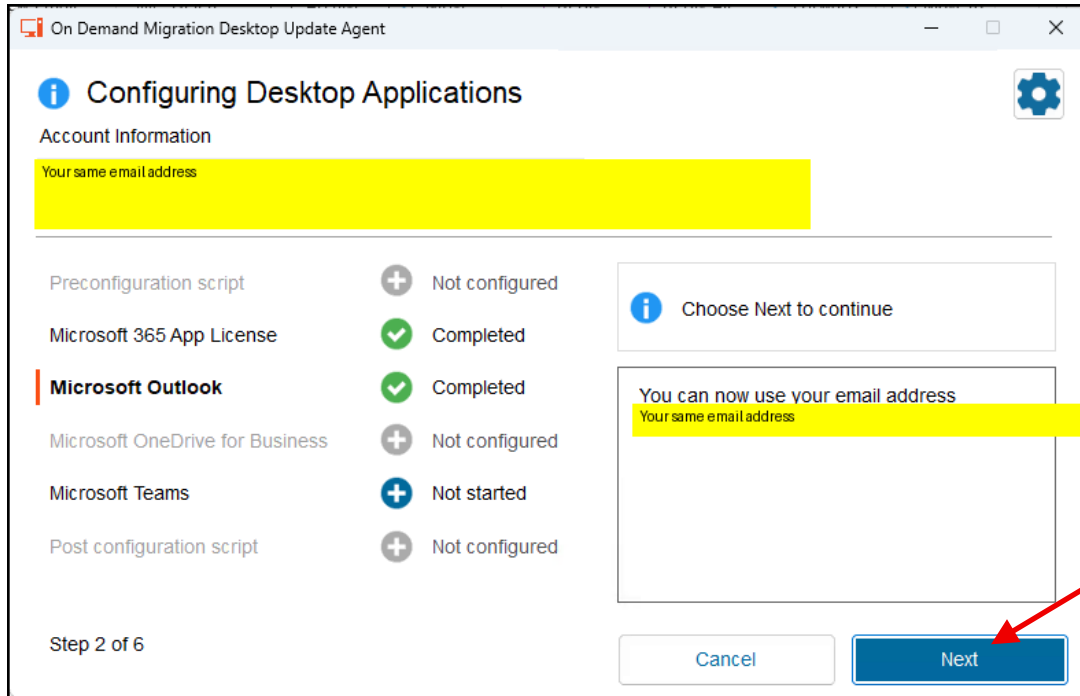 On Demand Migration Desktop Update Agent
Configuring Desktop Applications
Account Information
Your same email address
Preconfiguration script Not configured
Microsoft 365 App License Completed
Microsoft Outlook Completed
Microsoft OneDrive for Business Not configured
Microsoft Teams Not started
Post configuration script Not configured
Choose Next to continue
You can now use your email address
Your same email address
Step 2 of 6
Cancel Next